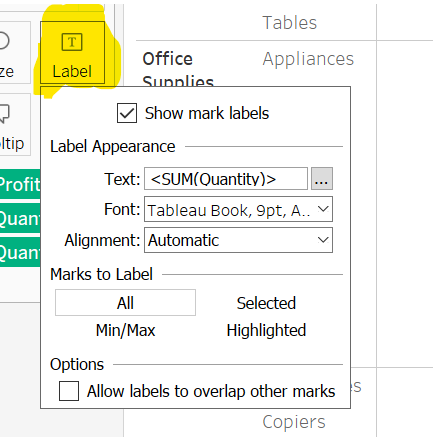 Tables
Office
Supplies
Appliances
T
ze
Label
Show mark labels
ltip
Label Appearance
Profit
Text: <SUM(Quantity)> ...
Quant
Font: Tableau Book, 9pt, A...
Quant
Alignment: Automatic
Marks to Label
All Selected
Min/Max Highlighted
Options
Allow labels to overlap other marks
es
Copiers